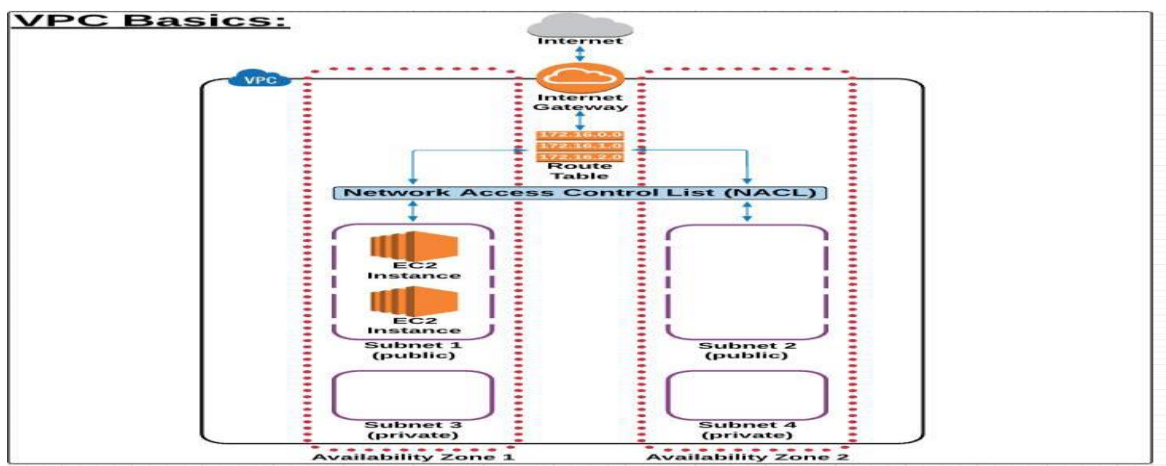 VPC Basics:
Internet
VPC
Internet
Gateway
172.16.0.0
172.16.1.0
172.16.2.0
Route
Table
Network Access Control List (NACL)
EC2
Instance
EC2
Instance
Subnet 1
(public)
Subnet 2
(public)
Subnet 3
(private)
Subnet 4
(private)
Availability Zone 1
Availability Zone 2